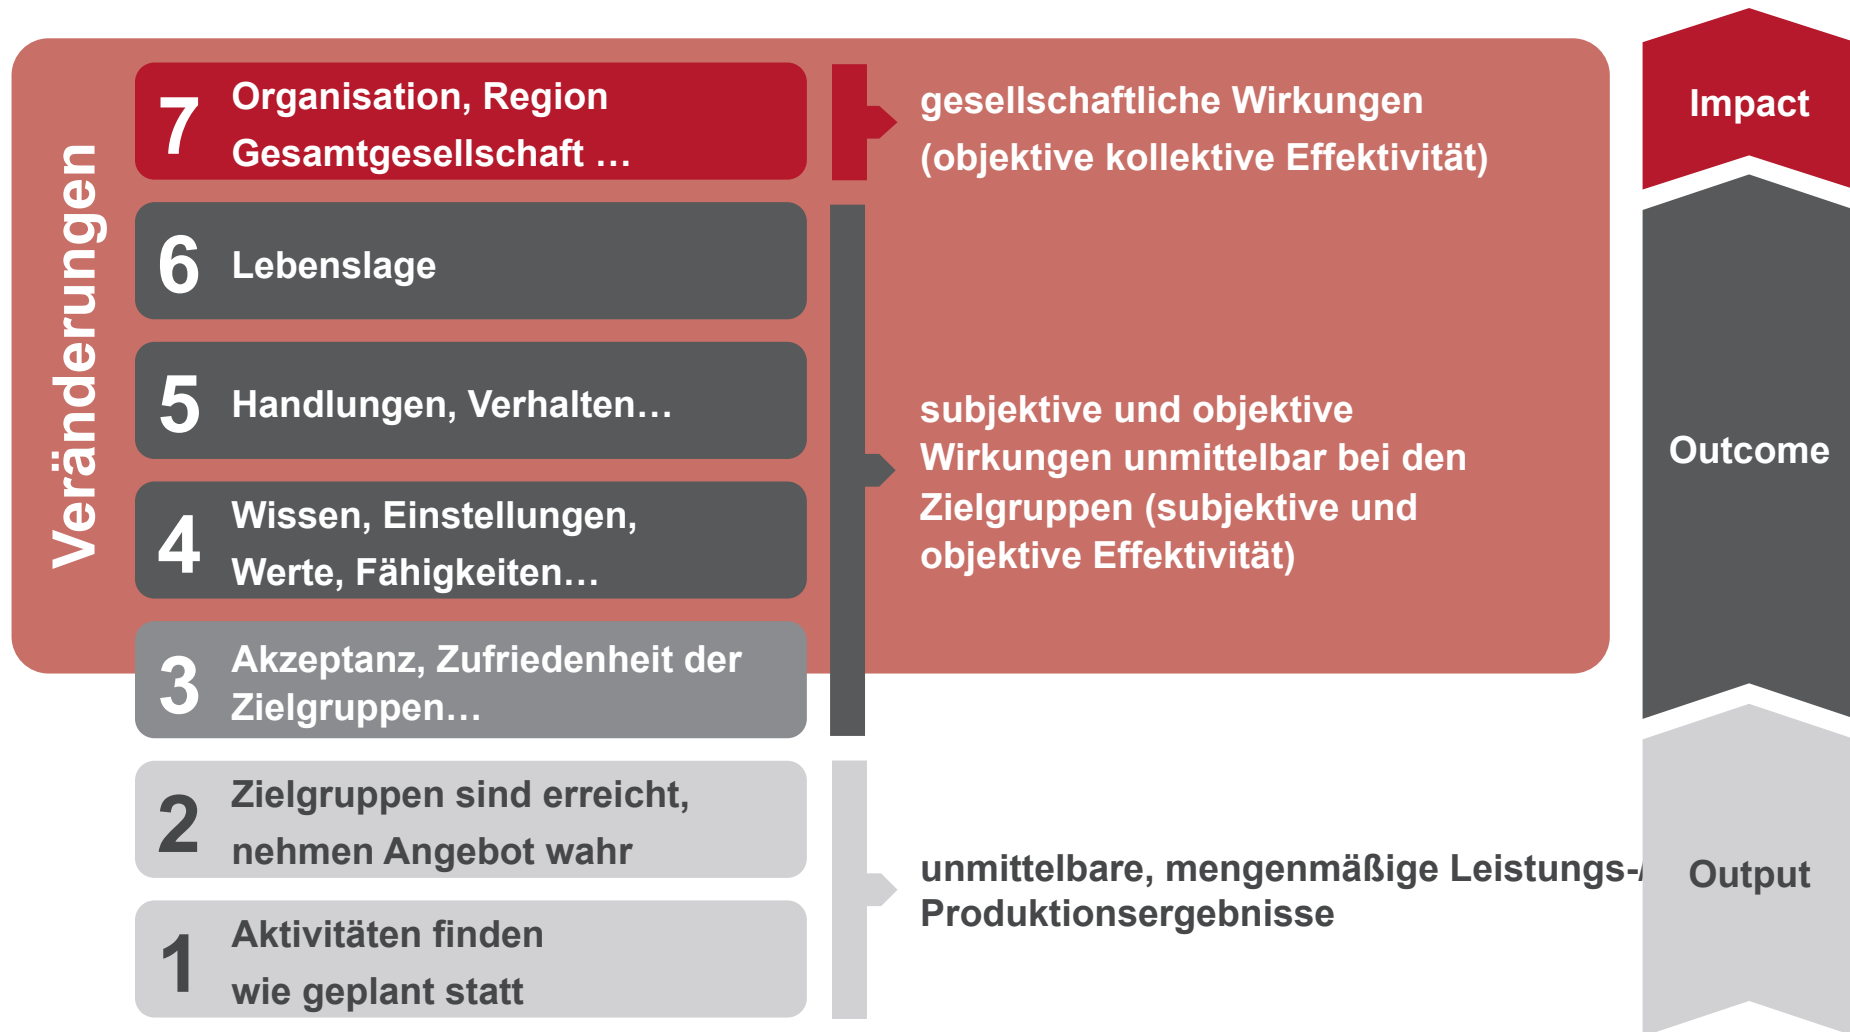 Veränderungen
7
Organisation, Region
Gesamtgesellschaft …
gesellschaftliche Wirkungen
(objektive kollektive Effektivität)
Impact
6
Lebenslage
5
Handlungen, Verhalten…
4
Wissen, Einstellungen,
Werte, Fähigkeiten…
subjektive und objektive
Wirkungen unmittelbar bei den
Zielgruppen (subjektive und
objektive Effektivität)
Outcome
3
Akzeptanz, Zufriedenheit der
Zielgruppen…
2
Zielgruppen sind erreicht,
nehmen Angebot wahr
1
Aktivitäten finden
wie geplant statt
unmittelbare, mengenmäßige Leistungs-/
Produktionsergebnisse
Output